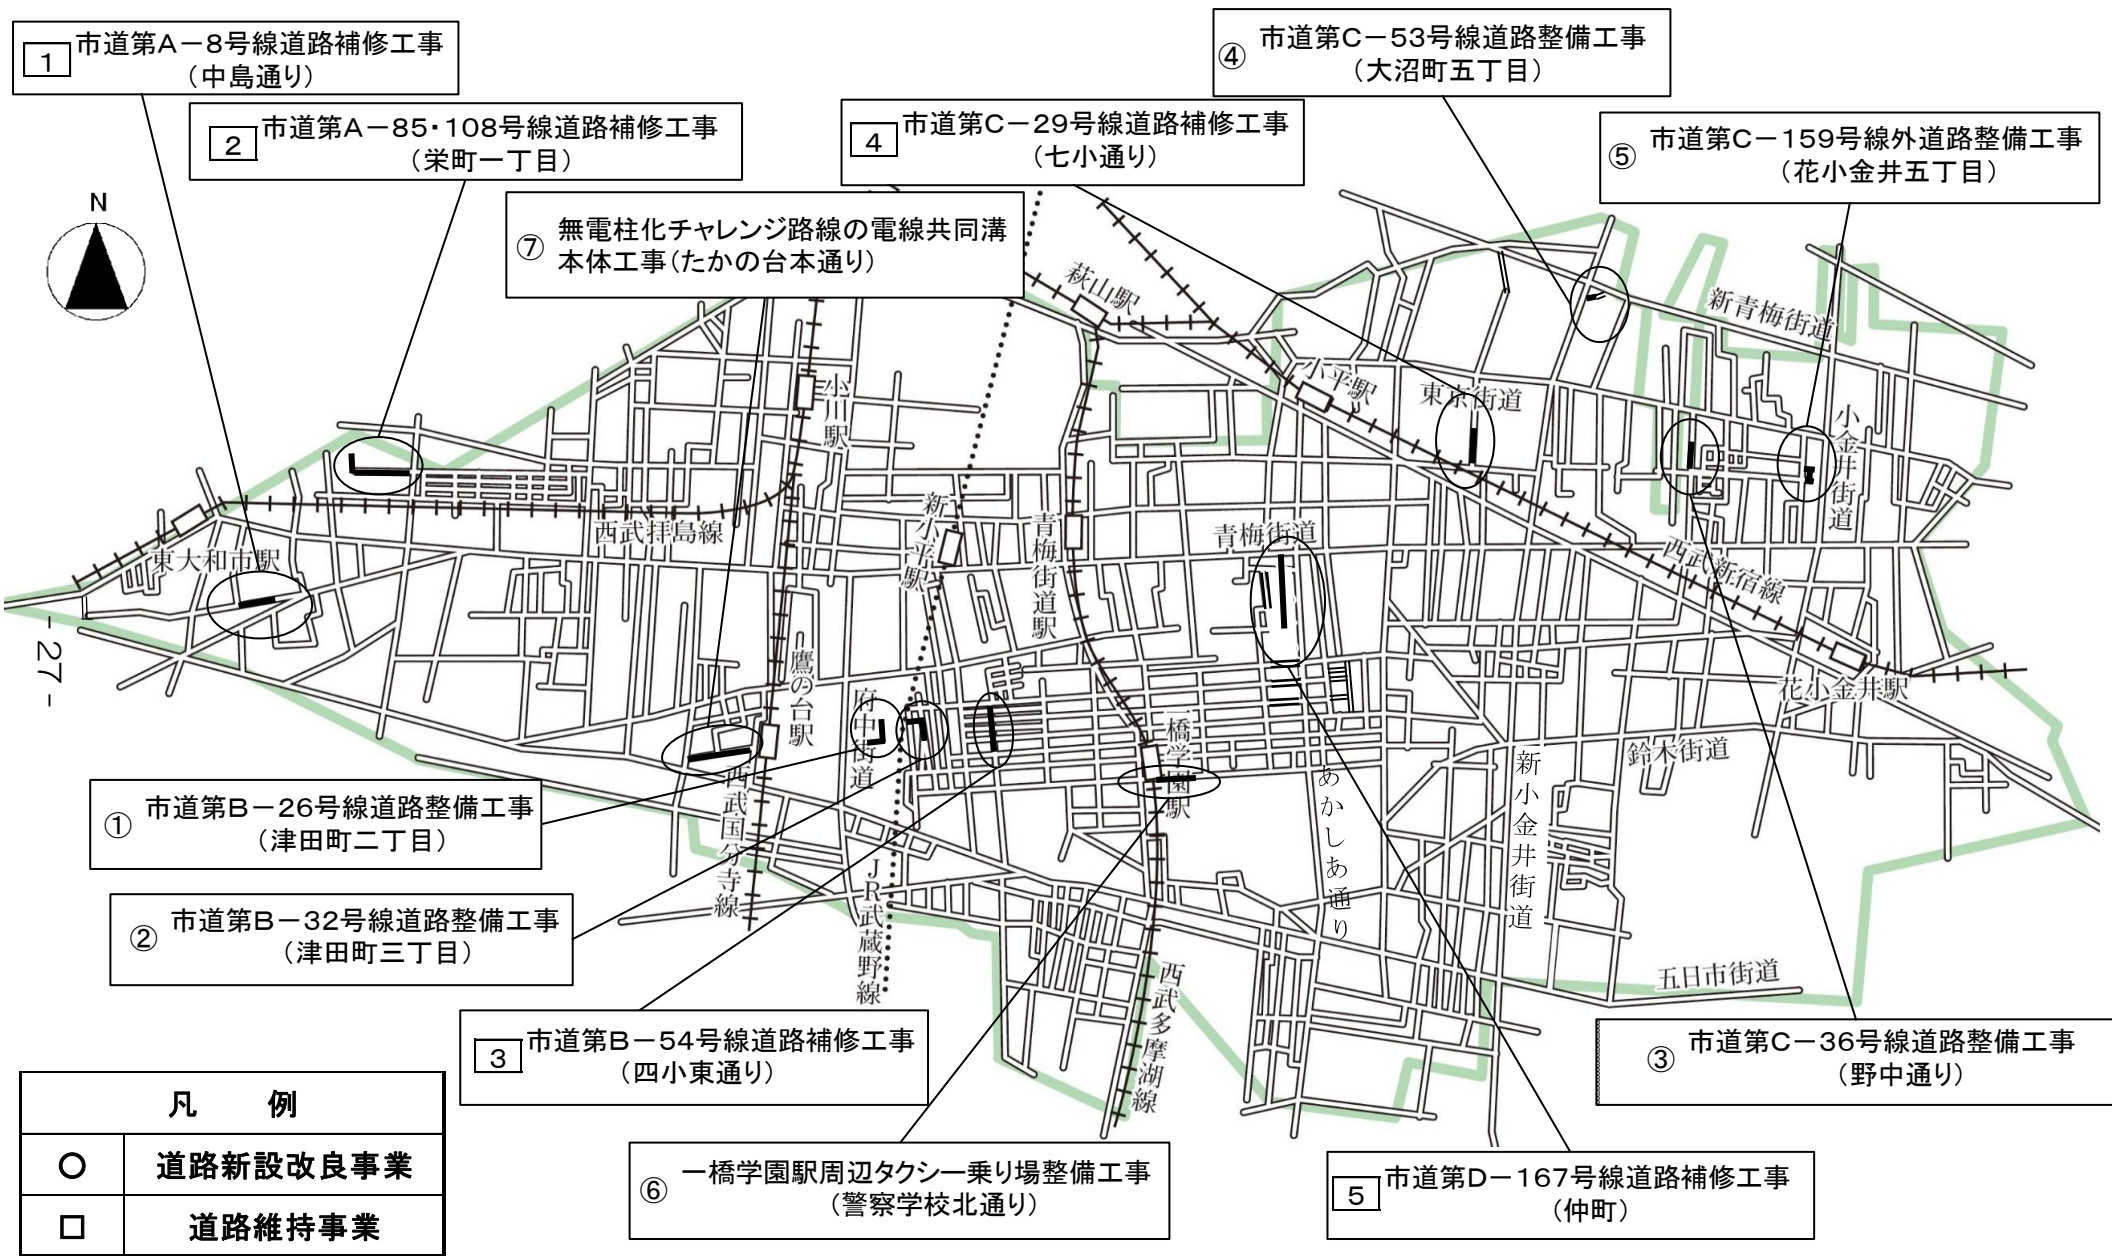 1
市道第A－8号線道路補修工事
(中島通り)
2
市道第A－85・108号線道路補修工事
(栄町一丁目)
④
市道第C－53号線道路整備工事
(大沼町五丁目)
4
市道第C－29号線道路補修工事
(七小通り)
⑤
市道第C－159号線外道路整備工事
(花小金井五丁目)
⑦
無電柱化チャレンジ路線の電線共同溝
本体工事(たかの台本通り)
N
萩山駅
新青梅街道
小川駅
小平駅
東京街道
小金井街道
新小平駅
青梅街道駅
青梅街道
西武拝島線
東大和市駅
西武新宿線
-27-
鷹の台駅
府中街道
花小金井駅
一橋学園駅
鈴木街道
新小金井街道
あかしあ通り
西武国分寺線
JR武蔵野線
五日市街道
西武多摩湖線
①
市道第B－26号線道路整備工事
(津田町二丁目)
②
市道第B－32号線道路整備工事
(津田町三丁目)
3
市道第B－54号線道路補修工事
(四小東通り)
③
市道第C－36号線道路整備工事
(野中通り)
⑥
一橋学園駅周辺タクシー乗り場整備工事
(警察学校北通り)
5
市道第D－167号線道路補修工事
(仲町)
凡 例
○ 道路新設改良事業
□ 道路維持事業